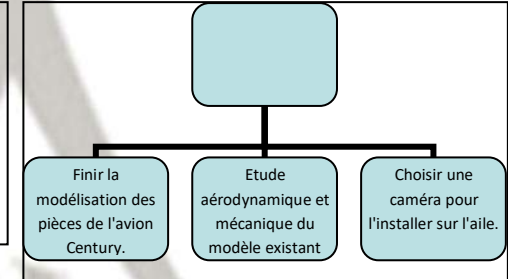 Finir la
modélisation des
pièces de l'avion
Century.
Etude
aérodynamique et
mécanique du
modèle existant
Choisir une
caméra pour
l'installer sur l'aile.